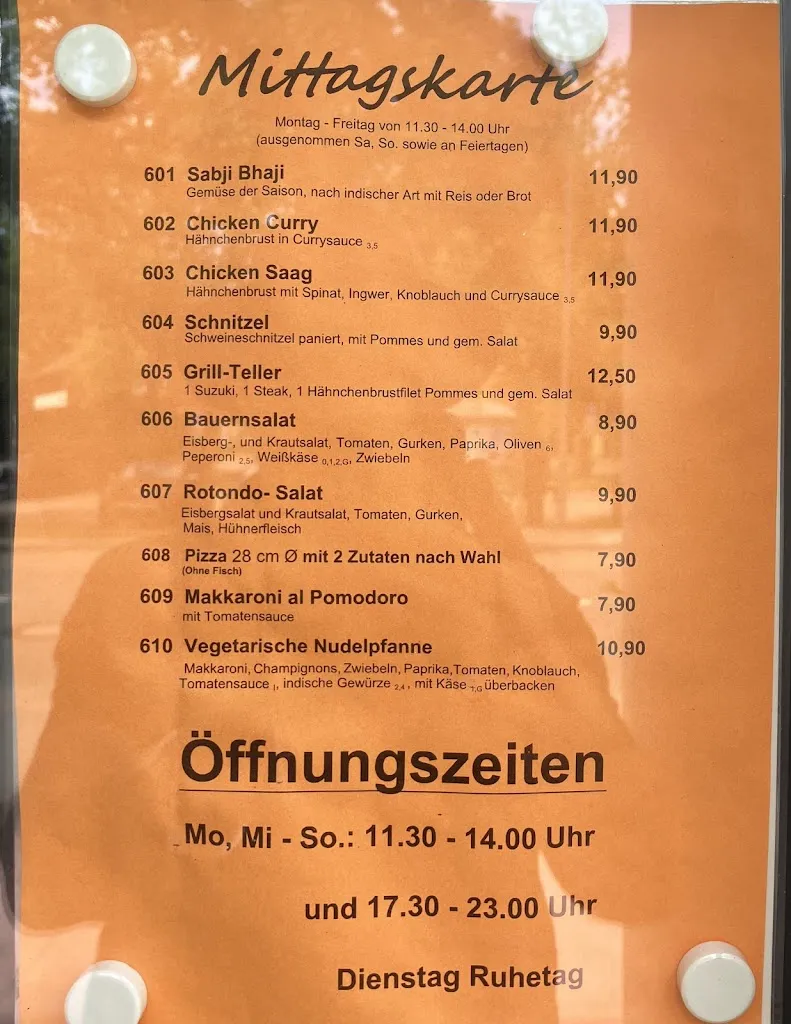 Mittagskarte
Montag - Freitag von 11.30 - 14.00 Uhr
(ausgenommen Sa, So. sowie an Feiertagen)
601 Sabji Bhaji 11,90
Gemüse der Saison, nach indischer Art mit Reis oder Brot
602 Chicken Curry 11,90
Hähnchenbrust in Currysauce 3,5
603 Chicken Saag 11,90
Hähnchenbrust mit Spinat, Ingwer, Knoblauch und Currysauce 3,5
604 Schnitzel 9,90
Schweineschnitzel paniert, mit Pommes und gem. Salat
605 Grill-Teller 12,50
1 Suzuki, 1 Steak, 1 Hähnchenbrustfilet Pommes und gem. Salat
606 Bauernsalat 8,90
Eisberg-, und Krautsalat, Tomaten, Gurken, Paprika, Oliven 6,
Peperoni 2,5, Weißkäse 0,1,2,G, Zwiebeln
607 Rotondo- Salat 9,90
Eisbergsalat und Krautsalat, Tomaten, Gurken,
Mais, Hühnerfleisch
608 Pizza 28 cm Ø mit 2 Zutaten nach Wahl 7,90
(Ohne Fisch)
609 Makkaroni al Pomodoro 7,90
mit Tomatensauce
610 Vegetarische Nudelpfanne 10,90
Makkaroni, Champignons, Zwiebeln, Paprika,Tomaten, Knoblauch,
Tomatensauce , indische Gewürze 2,4 , mit Käse überbacken
Öffnungszeiten
Mo, Mi - So.: 11.30 - 14.00 Uhr
und 17.30 - 23.00 Uhr
Dienstag Ruhetag